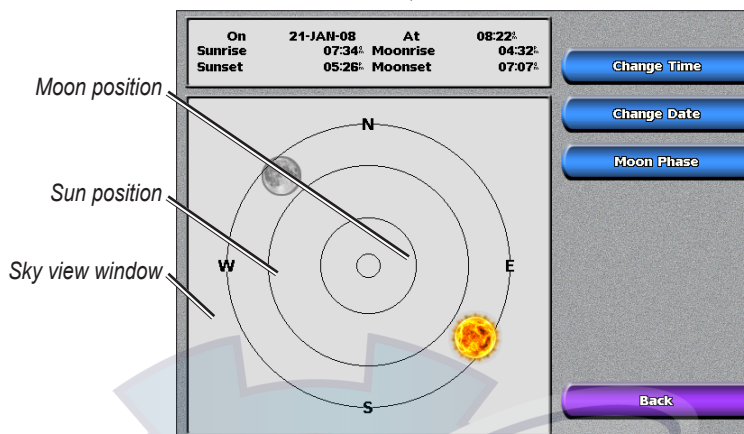 On 21-JAN-08 At 08:22
Sunrise 07:34 Moonrise 04:32
Sunset 05:26 Moonset 07:07
Change Time
Change Date
Moon Phase
Moon position
Sun position
Sky view window
N
W
E
S
Back